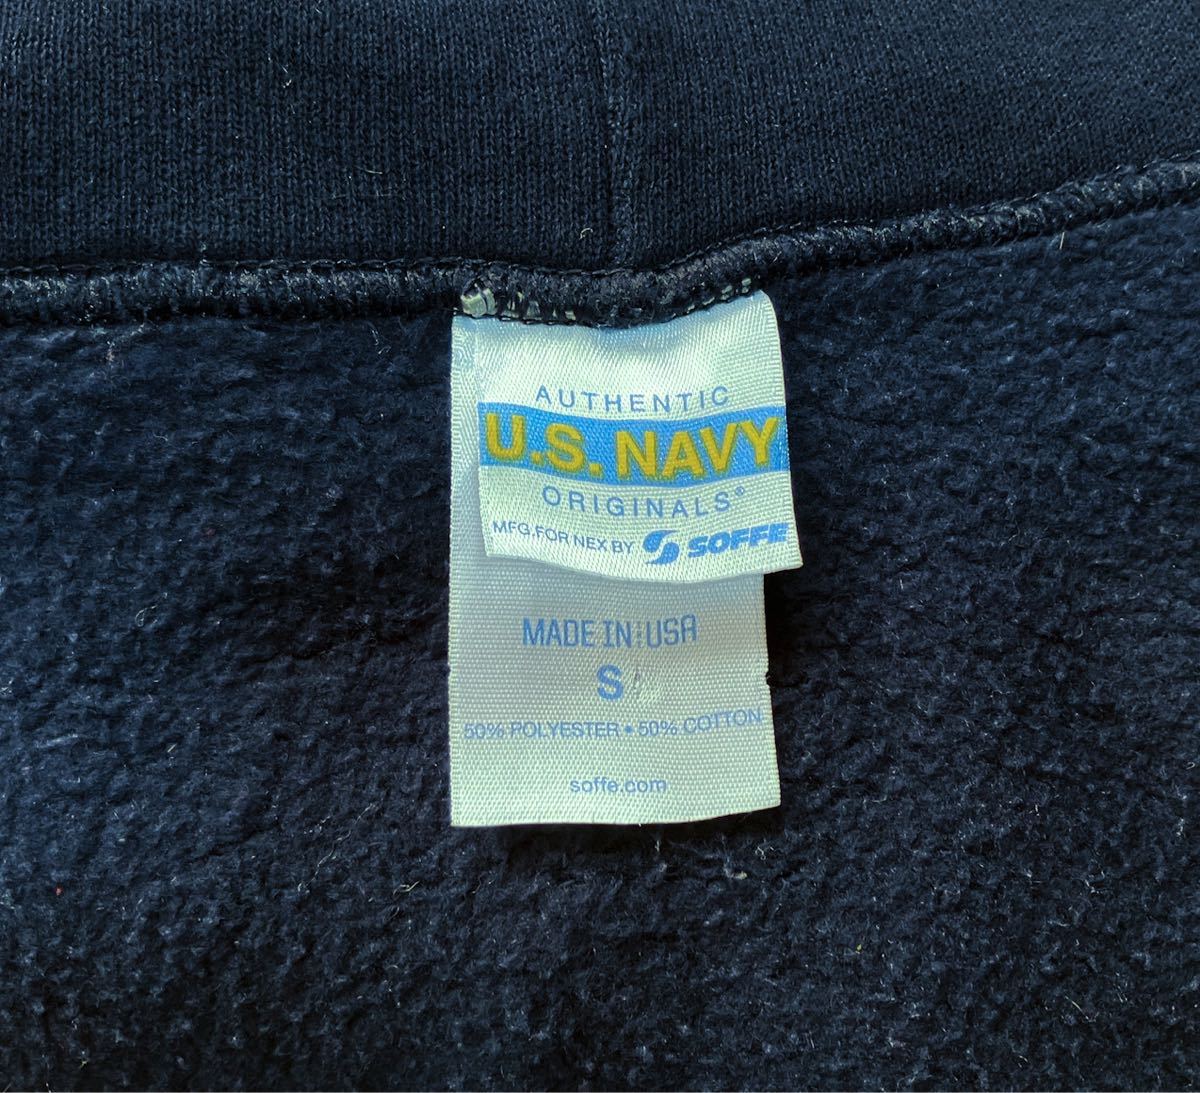 AUTHENTIC
U.S. NAVY
ORIGINALS®
MFG. FOR NEX BY SOFFE
MADE IN USA
S
50% POLYESTER • 50% COTTON
soffe.com